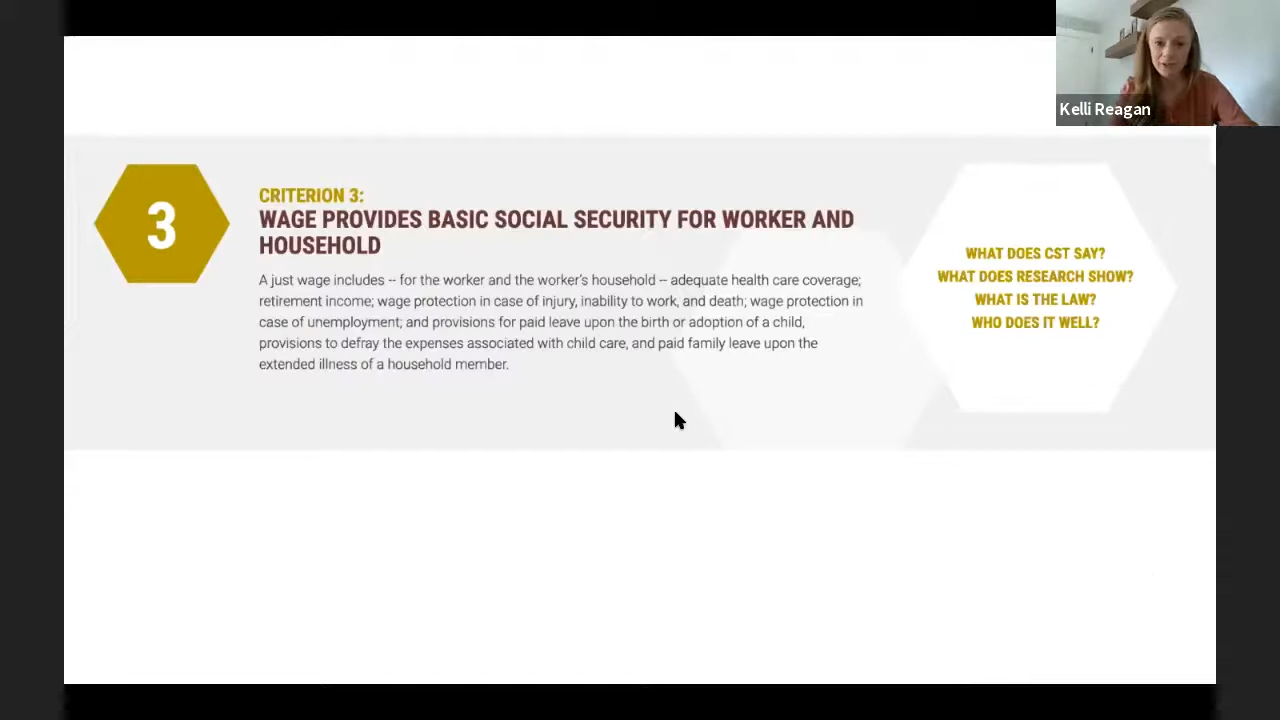 Kelli Reagan
3
CRITERION 3:
WAGE PROVIDES BASIC SOCIAL SECURITY FOR WORKER AND
HOUSEHOLD
A just wage includes -- for the worker and the worker's household -- adequate health care coverage;
retirement income; wage protection in case of injury, inability to work, and death; wage protection in
case of unemployment; and provisions for paid leave upon the birth or adoption of a child,
provisions to defray the expenses associated with child care, and paid family leave upon the
extended illness of a household member.
WHAT DOES CST SAY?
WHAT DOES RESEARCH SHOW?
WHAT IS THE LAW?
WHO DOES IT WELL?